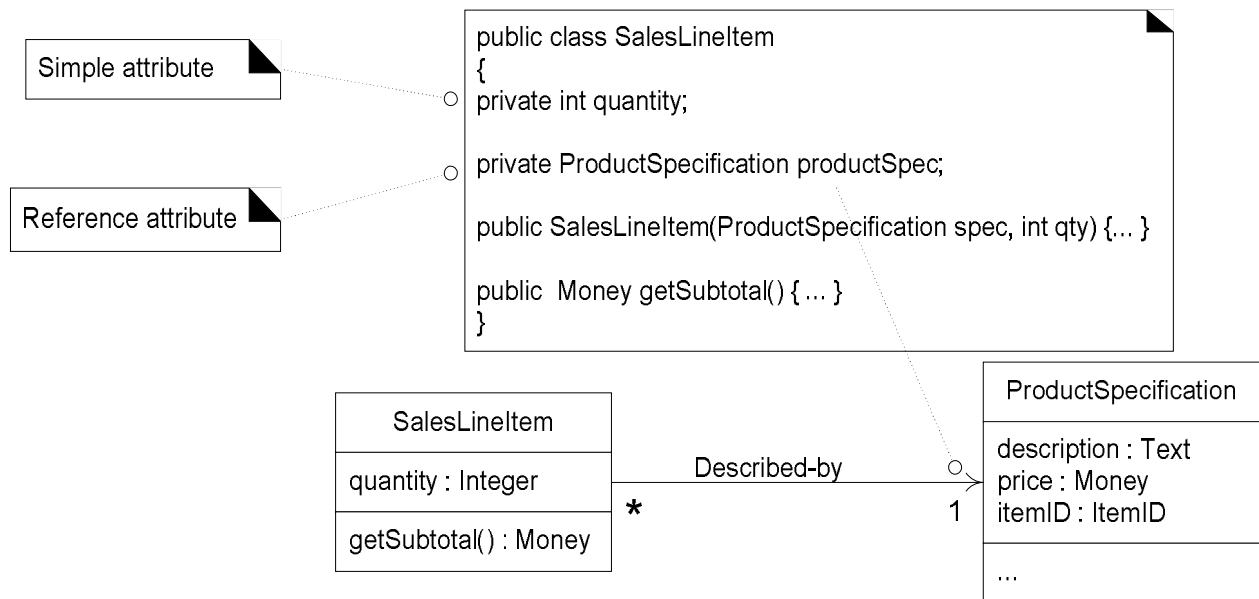 Simple attribute
Reference attribute
public class SalesLineItem
{
private int quantity;
private ProductSpecification productSpec;
public SalesLineItem(ProductSpecification spec, int qty) {... }
public  Money getSubtotal() { ... }
}
SalesLineItem
quantity : Integer
getSubtotal() : Money
Described-by
*
1
ProductSpecification
description : Text
price : Money
itemID : ItemID
...